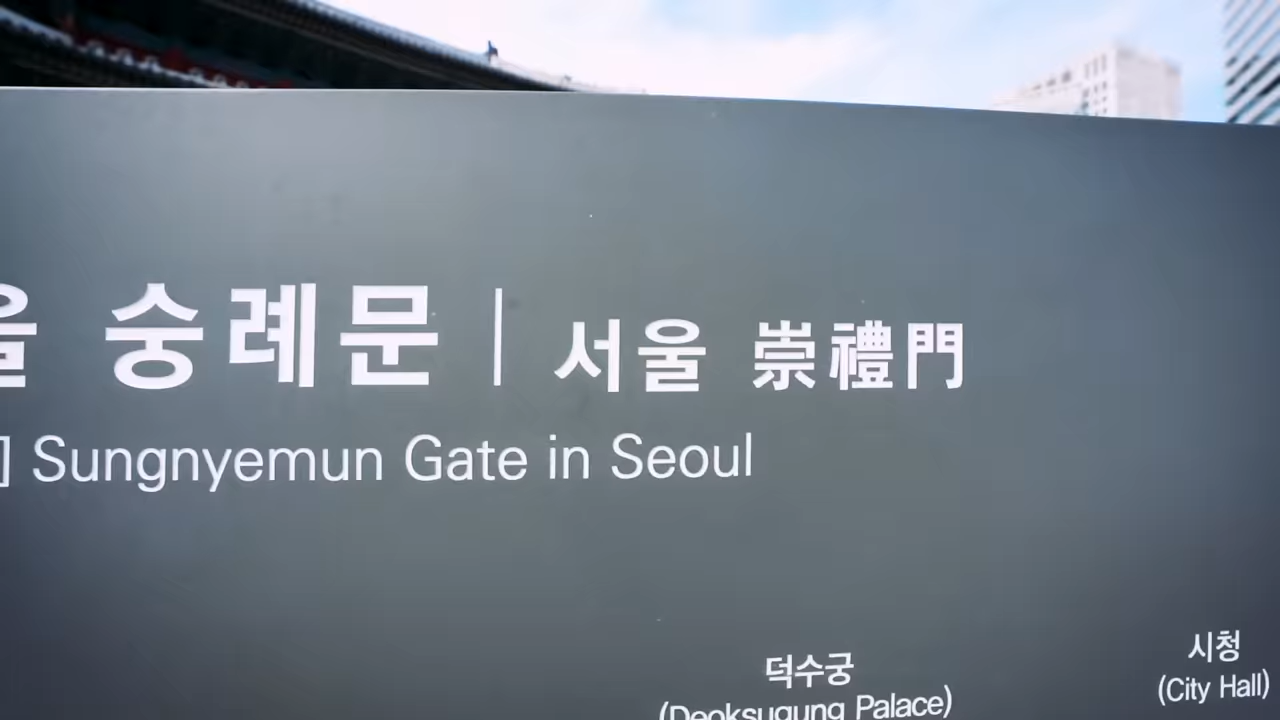 숭례문 | 서울 崇禮門
] Sungnyemun Gate in Seoul
덕수궁
(Deoksugung Palace)
시청
(City Hall)